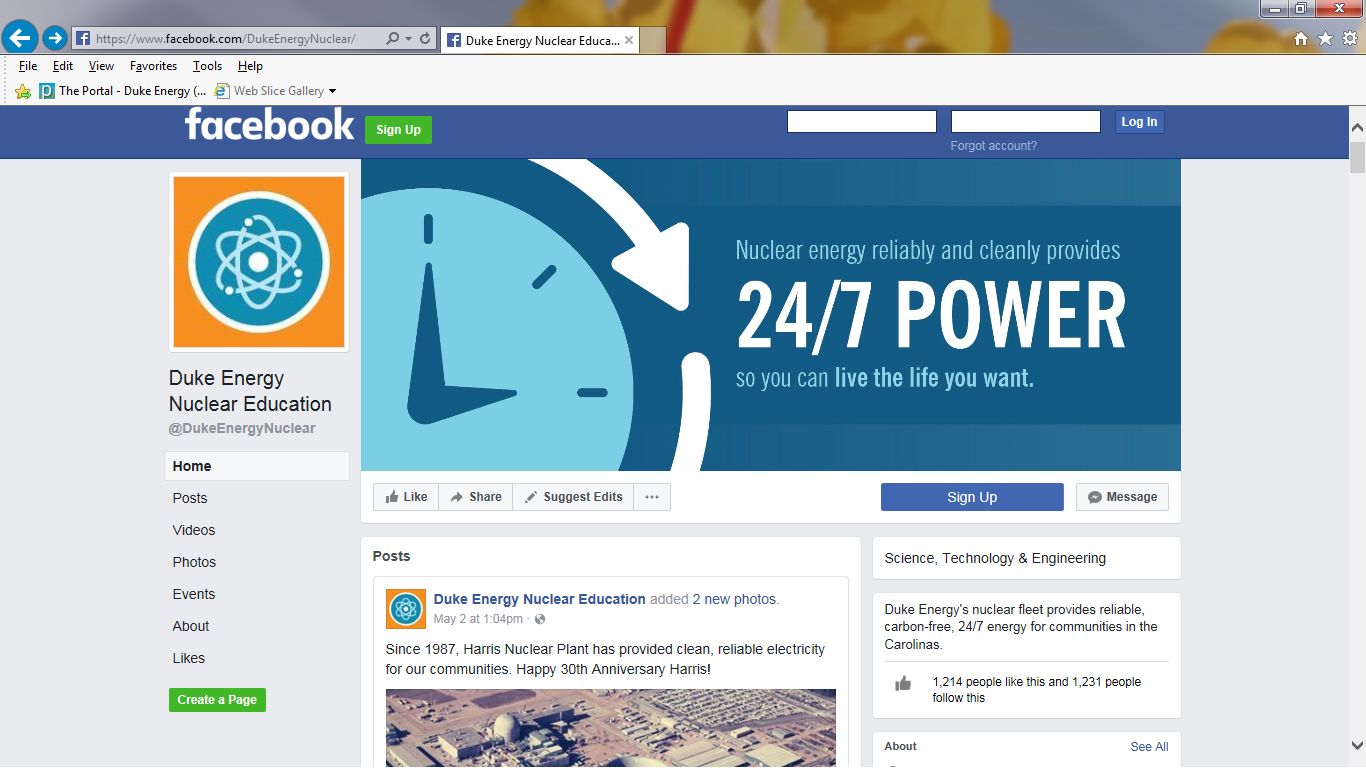 https://www.facebook.com/DukeEnergyNuclear/
Duke Energy Nuclear Educa...
File Edit View Favorites Tools Help
The Portal - Duke Energy (...
Web Slice Gallery
facebook
Sign Up
Log In
Forgot account?
Nuclear energy reliably and cleanly provides
24/7 POWER
so you can live the life you want.
Duke Energy
Nuclear Education
@DukeEnergyNuclear
Home
Posts
Videos
Photos
Events
About
Likes
Create a Page
Like Share Suggest Edits
Sign Up
Message
Posts
Duke Energy Nuclear Education added 2 new photos.
May 2 at 1:04pm ·
Since 1987, Harris Nuclear Plant has provided clean, reliable electricity
for our communities. Happy 30th Anniversary Harris!
Science, Technology & Engineering
Duke Energy's nuclear fleet provides reliable,
carbon-free, 24/7 energy for communities in the
Carolinas.
1,214 people like this and 1,231 people
follow this
About
See All